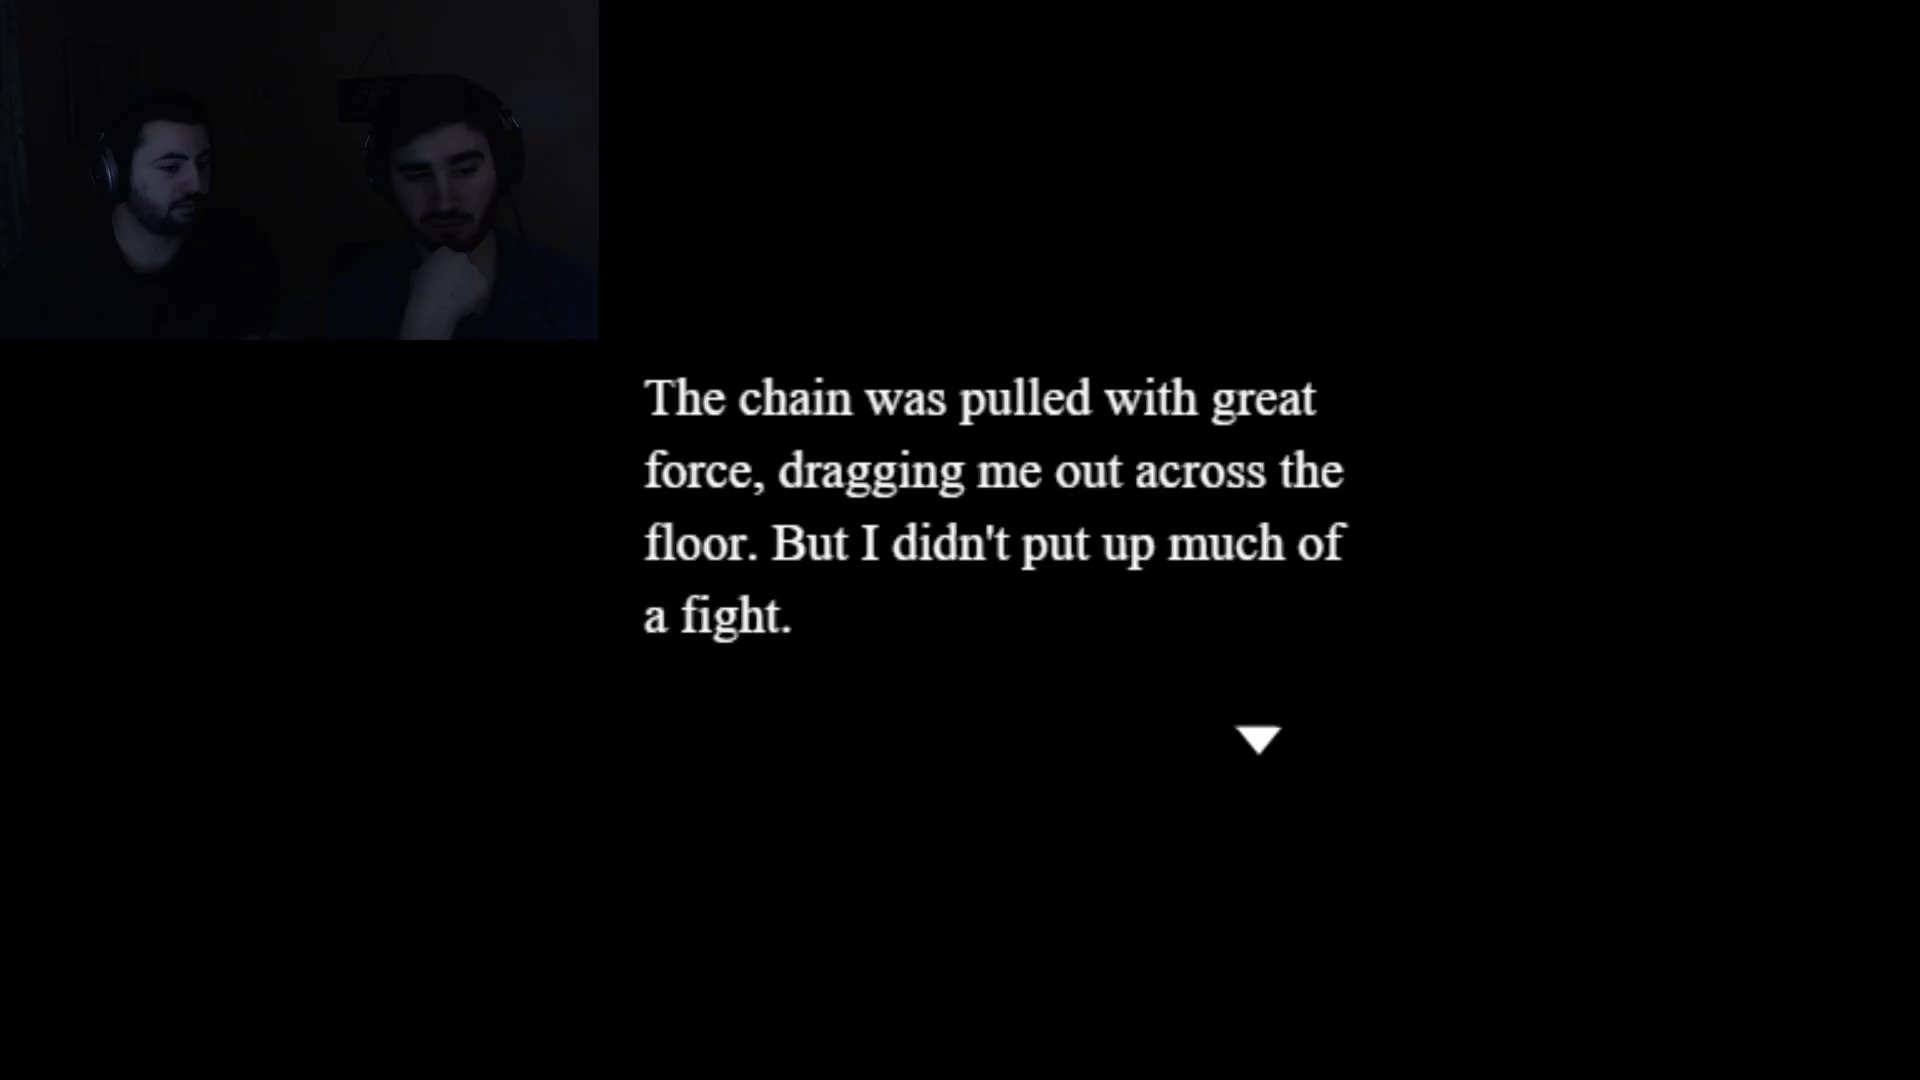 The chain was pulled with great
force, dragging me out across the
floor. But I didn't put up much of
a fight.